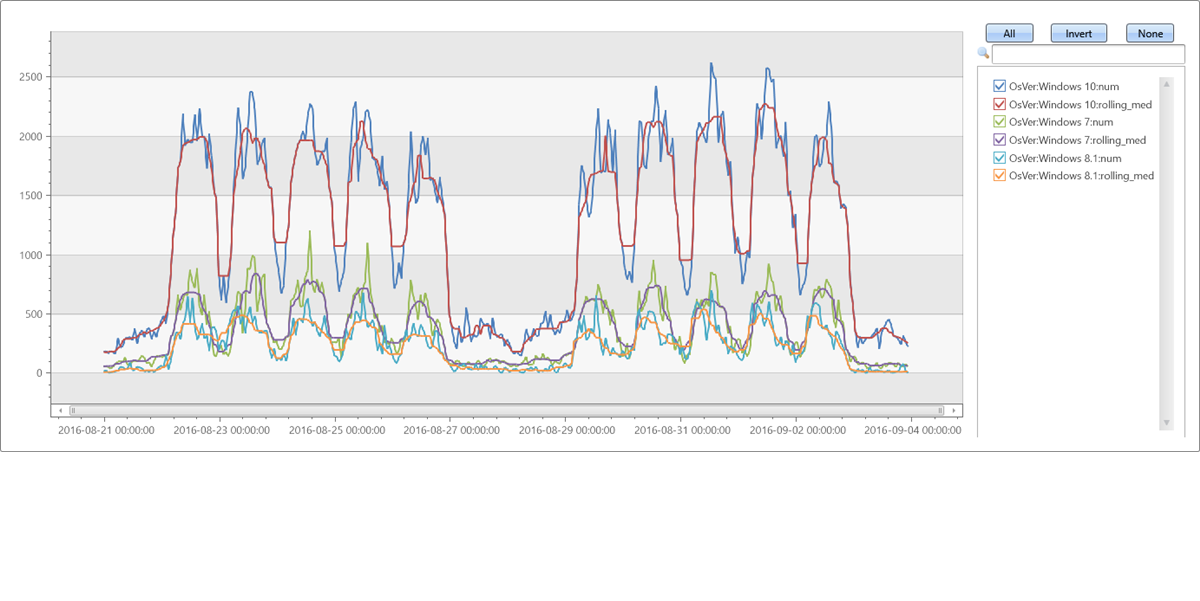 All Invert None
OsVer:Windows 10:num
OsVer:Windows 10:rolling_med
OsVer:Windows 7:num
OsVer:Windows 7:rolling_med
OsVer:Windows 8.1:num
OsVer:Windows 8.1:rolling_med
2500
2000
1500
1000
500
0
2016-08-21 00:00:00 2016-08-23 00:00:00 2016-08-25 00:00:00 2016-08-27 00:00:00 2016-08-29 00:00:00 2016-08-31 00:00:00 2016-09-02 00:00:00 2016-09-04 00:00:00